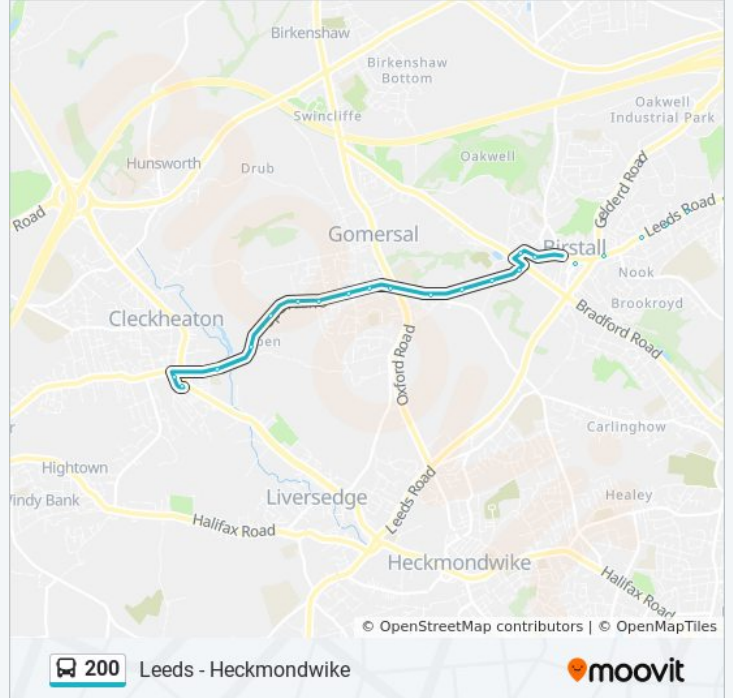 Birkenshaw
Birkenshaw
Bottom
Oakwell
Industrial Park
Swincliffe
Hunsworth
Drub
Oakwell
Gelderd Road
Road
Leeds Road
Gomersal
Birstall
Nook
Brookroyd
Cleckheaton
Bradford Road
Oxford Road
Carlinghow
Hightown
Healey
Windy Bank
Liversedge
Leeds Road
Halifax Road
Heckmondwike
Halifax Road
© OpenStreetMap contributors | © OpenMapTiles
200 Leeds - Heckmondwike
moovit